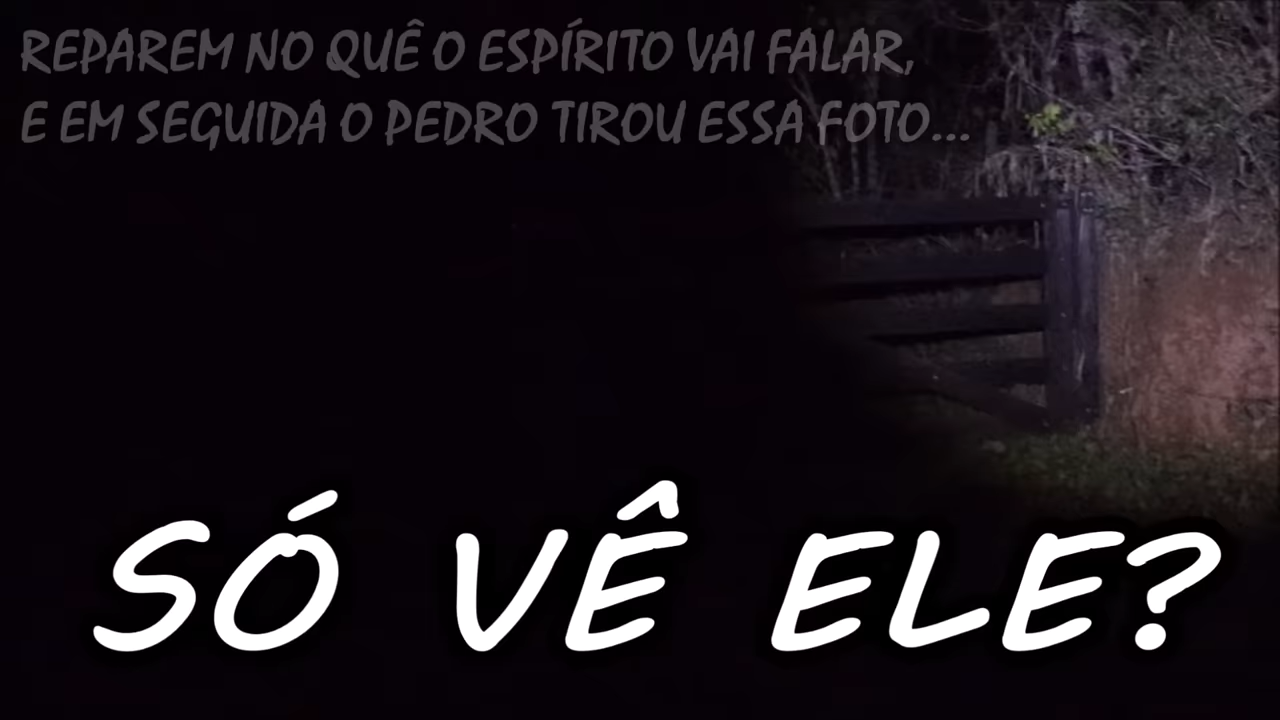 REPAREM NO QUÊ O ESPÍRITO VAI FALAR,
E EM SEGUIDA O PEDRO TIROU ESSA FOTO...
SÓ VÊ ELE?